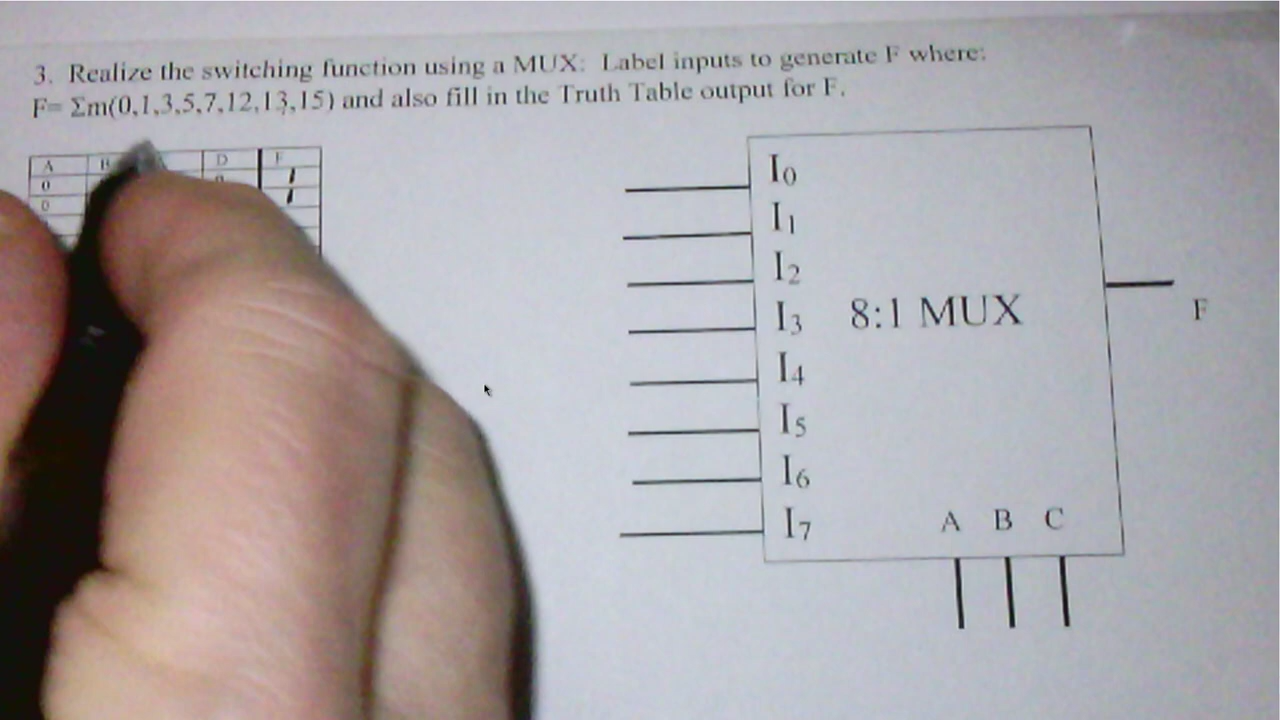 3. Realize the switching function using a MUX: Label inputs to generate F where:
F= Σm(0,1,3,5,7,12,13,15) and also fill in the Truth Table output for F.
A B D F
0 1
0 1
I0
I1
I2
I3 8:1 MUX
F
I4
I5
I6
I7 A B C